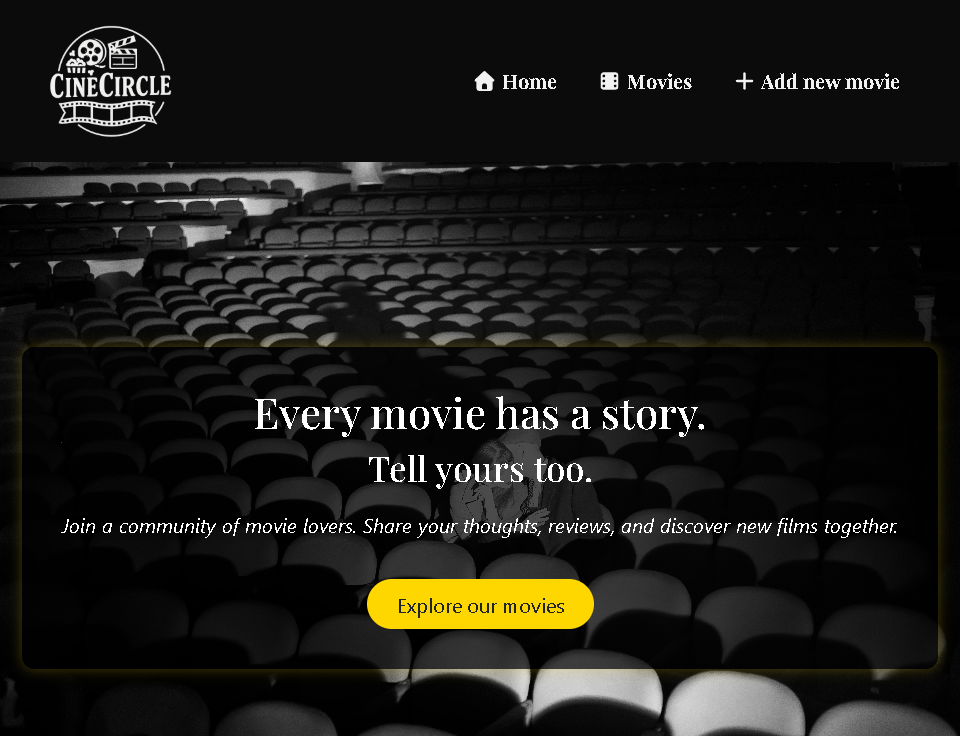 CINECIRCLE
Home
Movies
Add new movie
Every movie has a story.
Tell yours too.
Join a community of movie lovers. Share your thoughts, reviews, and discover new films together.
Explore our movies